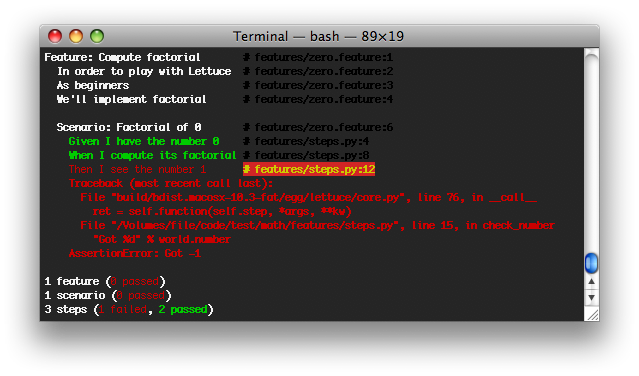 Terminal — bash — 89×19
Feature: Compute factorial # features/zero.feature:1
In order to play with Lettuce # features/zero.feature:2
As beginners # features/zero.feature:3
We'll implement factorial # features/zero.feature:4
Scenario: Factorial of 0 # features/zero.feature:6
Given I have the number 0 # features/steps.py:4
When I compute its factorial # features/steps.py:8
Then I see the number 1 # features/steps.py:12
Traceback (most recent call last):
File "build/bdist.macosx-10.3-fat/egg/lettuce/core.py", line 76, in __call__
ret = self.function(self.step, *args, **kw)
File "/Volumes/file/code/test/math/features/steps.py", line 15, in check_number
"Got %d" % world.number
AssertionError: Got -1
1 feature (0 passed)
1 scenario (0 passed)
3 steps (1 failed, 2 passed)